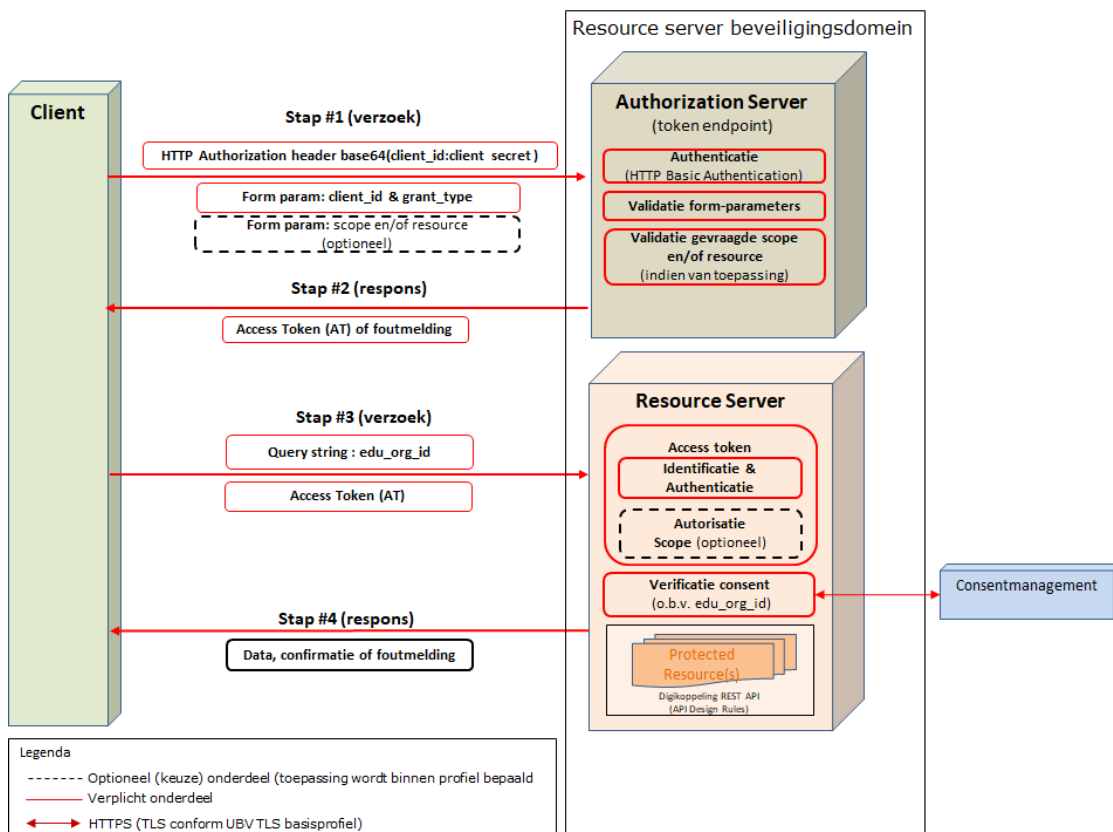 Resource server beveiligingsdomein
Client
Stap #1 (verzoek)
HTTP Authorization header base64(client_id:client secret )
Form param: client_id & grant_type
Form param: scope en/of resource
(optioneel)
Authorization Server
(token endpoint)
Authenticatie
(HTTP Basic Authentication)
Validatie form-parameters
Validatie gevraagde scope
en/of resource
(indien van toepassing)
Stap #2 (respons)
Access Token (AT) of foutmelding
Stap #3 (verzoek)
Query string : edu_org_id
Access Token (AT)
Resource Server
Access token
Identificatie &
Authenticatie
Autorisatie
Scope (optioneel)
Verificatie consent
(o.b.v. edu_org_id)
Consentmanagement
Stap #4 (respons)
Data, confirmatie of foutmelding
Protected
Resource(s)
Digikoppeling REST API
(API Design Rules)
Legenda
Optioneel (keuze) onderdeel (toepassing wordt binnen profiel bepaald
Verplicht onderdeel
HTTPS (TLS conform UBV TLS basisprofiel)